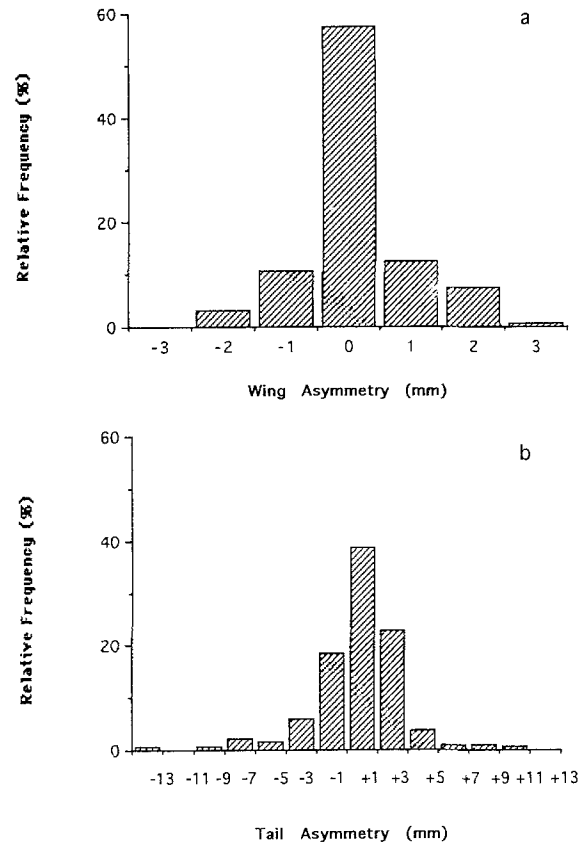 a
60
40
20
0
Relative Frequency (%)
-3 -2 -1 0 1 2 3
Wing Asymmetry (mm)
b
60
40
20
0
Relative Frequency (%)
-13 -11 -9 -7 -5 -3 -1 +1 +3 +5 +7 +9 +11 +13
Tail Asymmetry (mm)